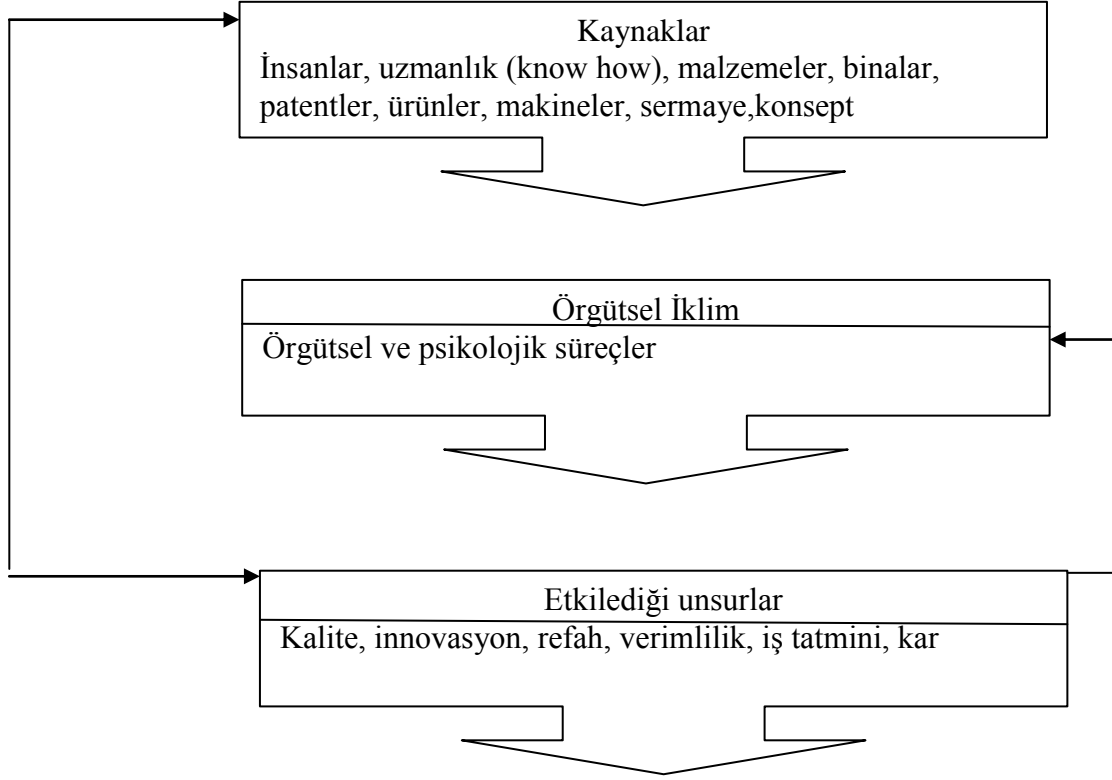 Kaynaklar
İnsanlar, uzmanlık (know how), malzemeler, binalar,
patentler, ürünler, makineler, sermaye,konsept
Örgütsel İklim
Örgütsel ve psikolojik süreçler
Etkilediği unsurlar
Kalite, innovasyon, refah, verimlilik, iş tatmini, kar